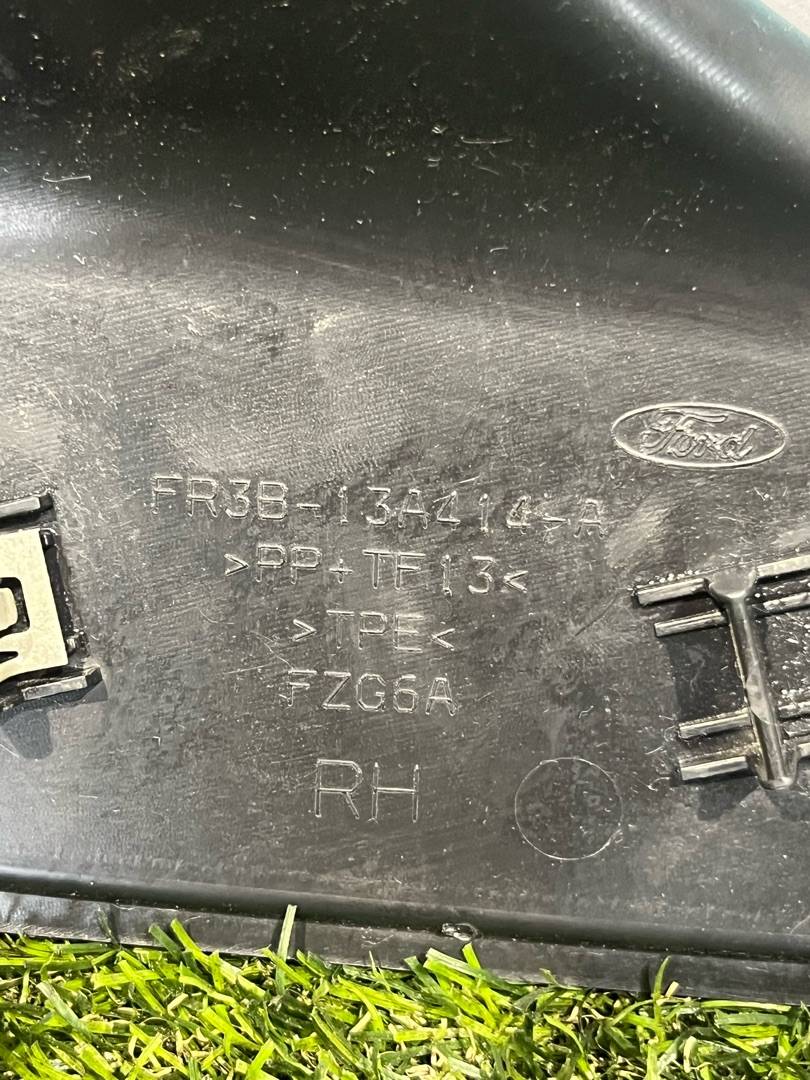 Ford
FR3B-13A414-A
>PP+TF13<
>TPE<
FZG6A
RH